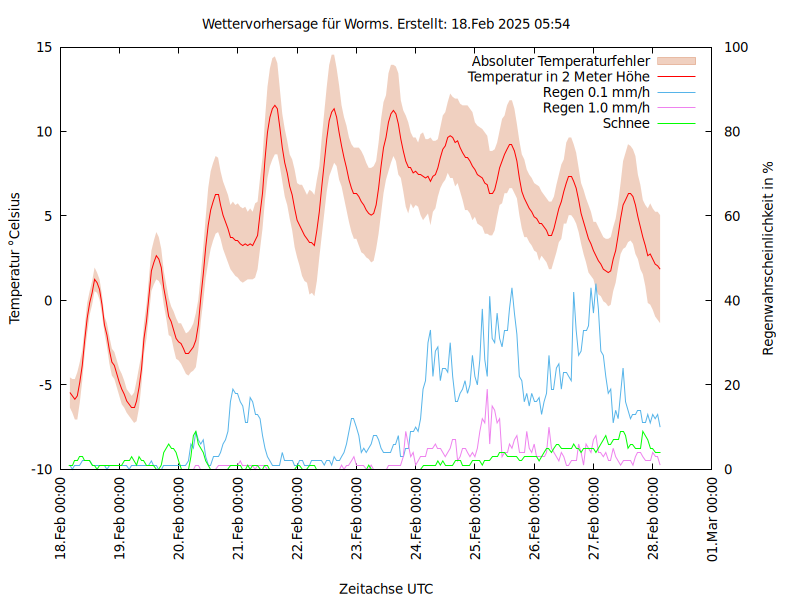 Wettervorhersage für Worms. Erstellt: 18.Feb 2025 05:54
Absoluter Temperaturfehler
Temperatur in 2 Meter Höhe
Regen 0.1 mm/h
Regen 1.0 mm/h
Schnee
Temperatur °Celsius
15
10
5
0
-5
-10
100
80
60
40
20
0
Regenwahrscheinlichkeit in %
18.Feb 00:00
19.Feb 00:00
20.Feb 00:00
21.Feb 00:00
22.Feb 00:00
23.Feb 00:00
24.Feb 00:00
25.Feb 00:00
26.Feb 00:00
27.Feb 00:00
28.Feb 00:00
01.Mar 00:00
Zeitachse UTC